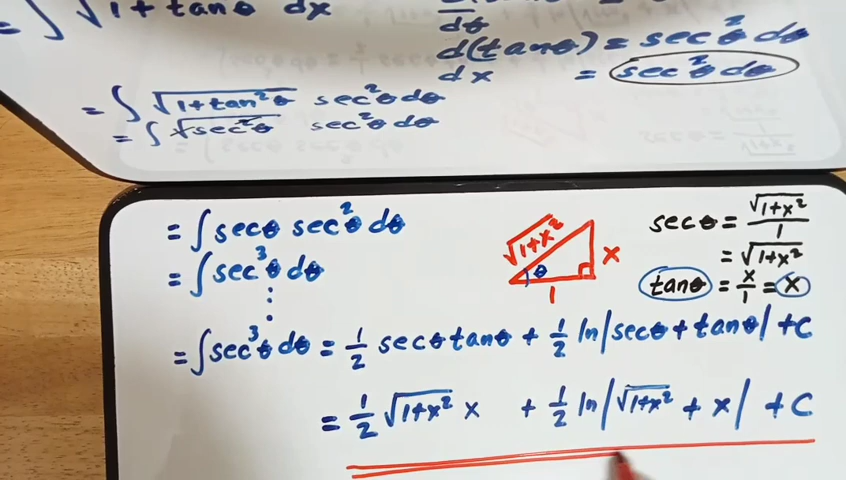 = ∫ √1 + tanθ dx
dθ
d(tanθ) = sec²θ dθ
dx = sec²θ dθ
= ∫ √1+tan²θ sec²θ dθ
= ∫ √sec²θ sec²θ dθ
= ∫ secθ sec²θ dθ
= ∫ sec³θ dθ
⋮
√1+x²
θ
x
1
secθ = √1+x² / 1
= √1+x²
tanθ = x/1 = x
= ∫ sec³θ dθ = 1/2 secθ tanθ + 1/2 ln|secθ + tanθ| + C
= 1/2 √1+x² x + 1/2 ln|√1+x² + x| + C